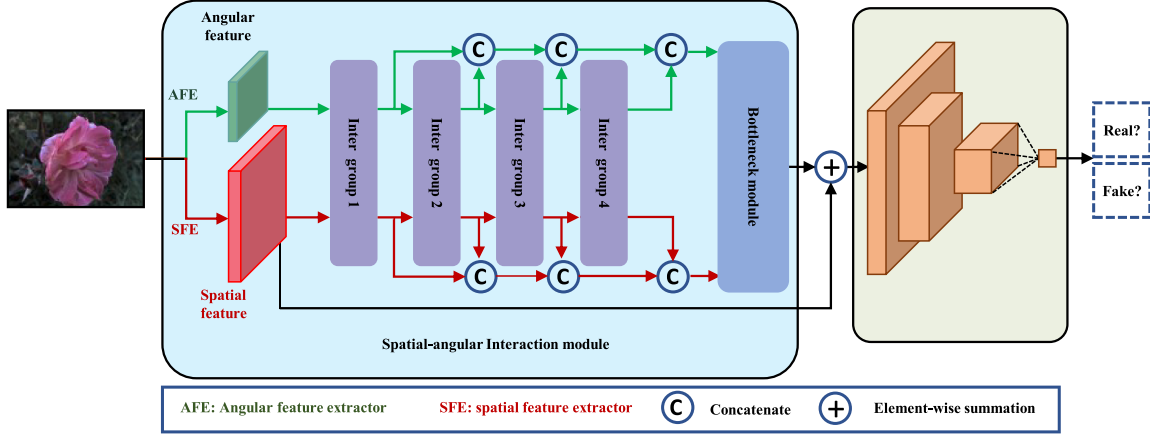 Angular
feature
AFE
SFE
Spatial
feature
C
C
C
Inter group 1
Inter group 2
Inter group 3
Inter group 4
C
C
C
Bottleneck module
+
Spatial-angular Interaction module
Real?
Fake?
AFE: Angular feature extractor
SFE: spatial feature extractor
C
Concatenate
+
Element-wise summation